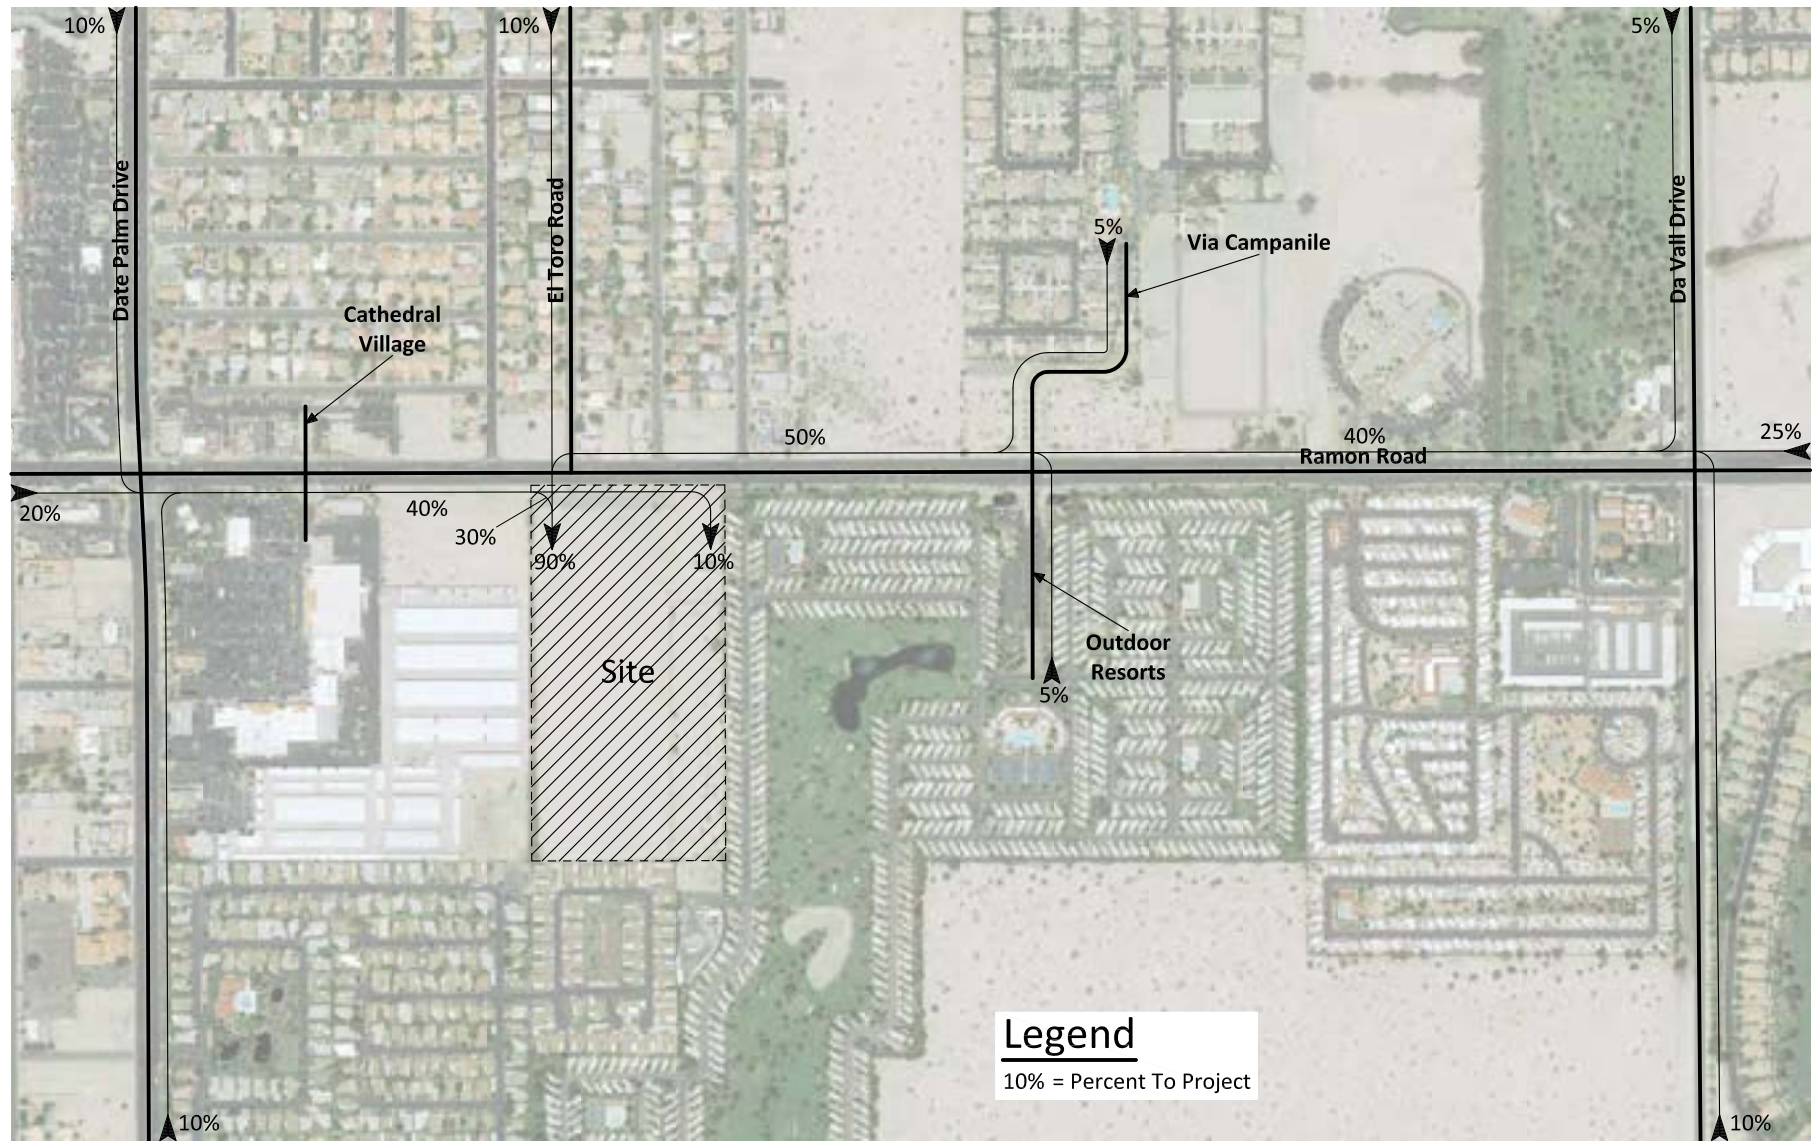 10%
10%
5%
Date Palm Drive
El Toro Road
Da Vall Drive
5%
Via Campanile
Cathedral
Village
50%
40%
25%
Ramon Road
20%
40%
30%
90%
10%
Site
Outdoor
Resorts
5%
Legend
10% = Percent To Project
10%
10%